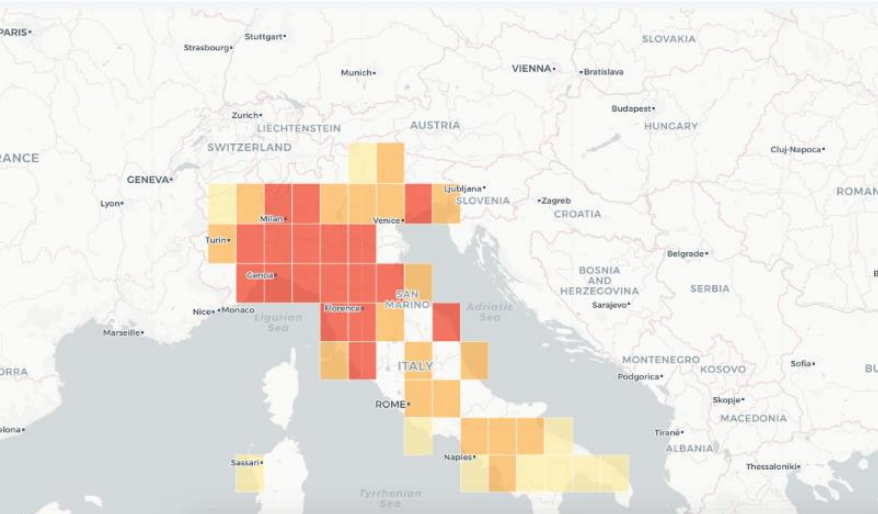 PARIS
Stuttgart
Strasbourg
SLOVAKIA
Munich
VIENNA
Bratislava
Budapest
Zurich
LIECHTENSTEIN
AUSTRIA
HUNGARY
SWITZERLAND
Cluj-Napoca
RANCE
GENEVA
Ljubljana
ROMAN
Lyon
SLOVENIA
Zagreb
CROATIA
Milan
Venice
Turin
Belgrade
Genoa
BOSNIA
AND
HERZEGOVINA
SERBIA
SAN
MARINO
Sarajevo
Nice
Monaco
Florence
Adriatic
Sea
Ligurian
Sea
Marseille
MONTENEGRO
ITALY
KOSOVO
Sofia
BU
ORRA
Podgorica
ROME
Skopje
MACEDONIA
elona
Tirane
ALBANIA
Naples
Sassari
Thessaloniki
Tyrrhenian
Sea